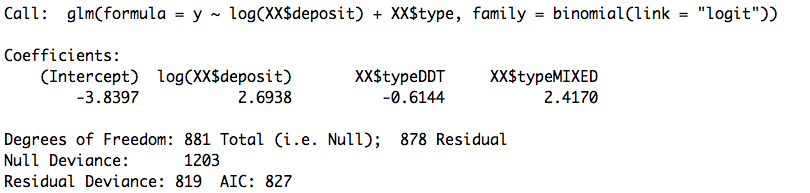 Call:  glm(formula = y ~ log(XX$deposit) + XX$type, family = binomial(link = "logit"))
Coefficients:
    (Intercept)  log(XX$deposit)       XX$typeDDT     XX$typeMIXED
        -3.8397           2.6938          -0.6144           2.4170
Degrees of Freedom: 881 Total (i.e. Null);  878 Residual
Null Deviance:      1203
Residual Deviance: 819  AIC: 827